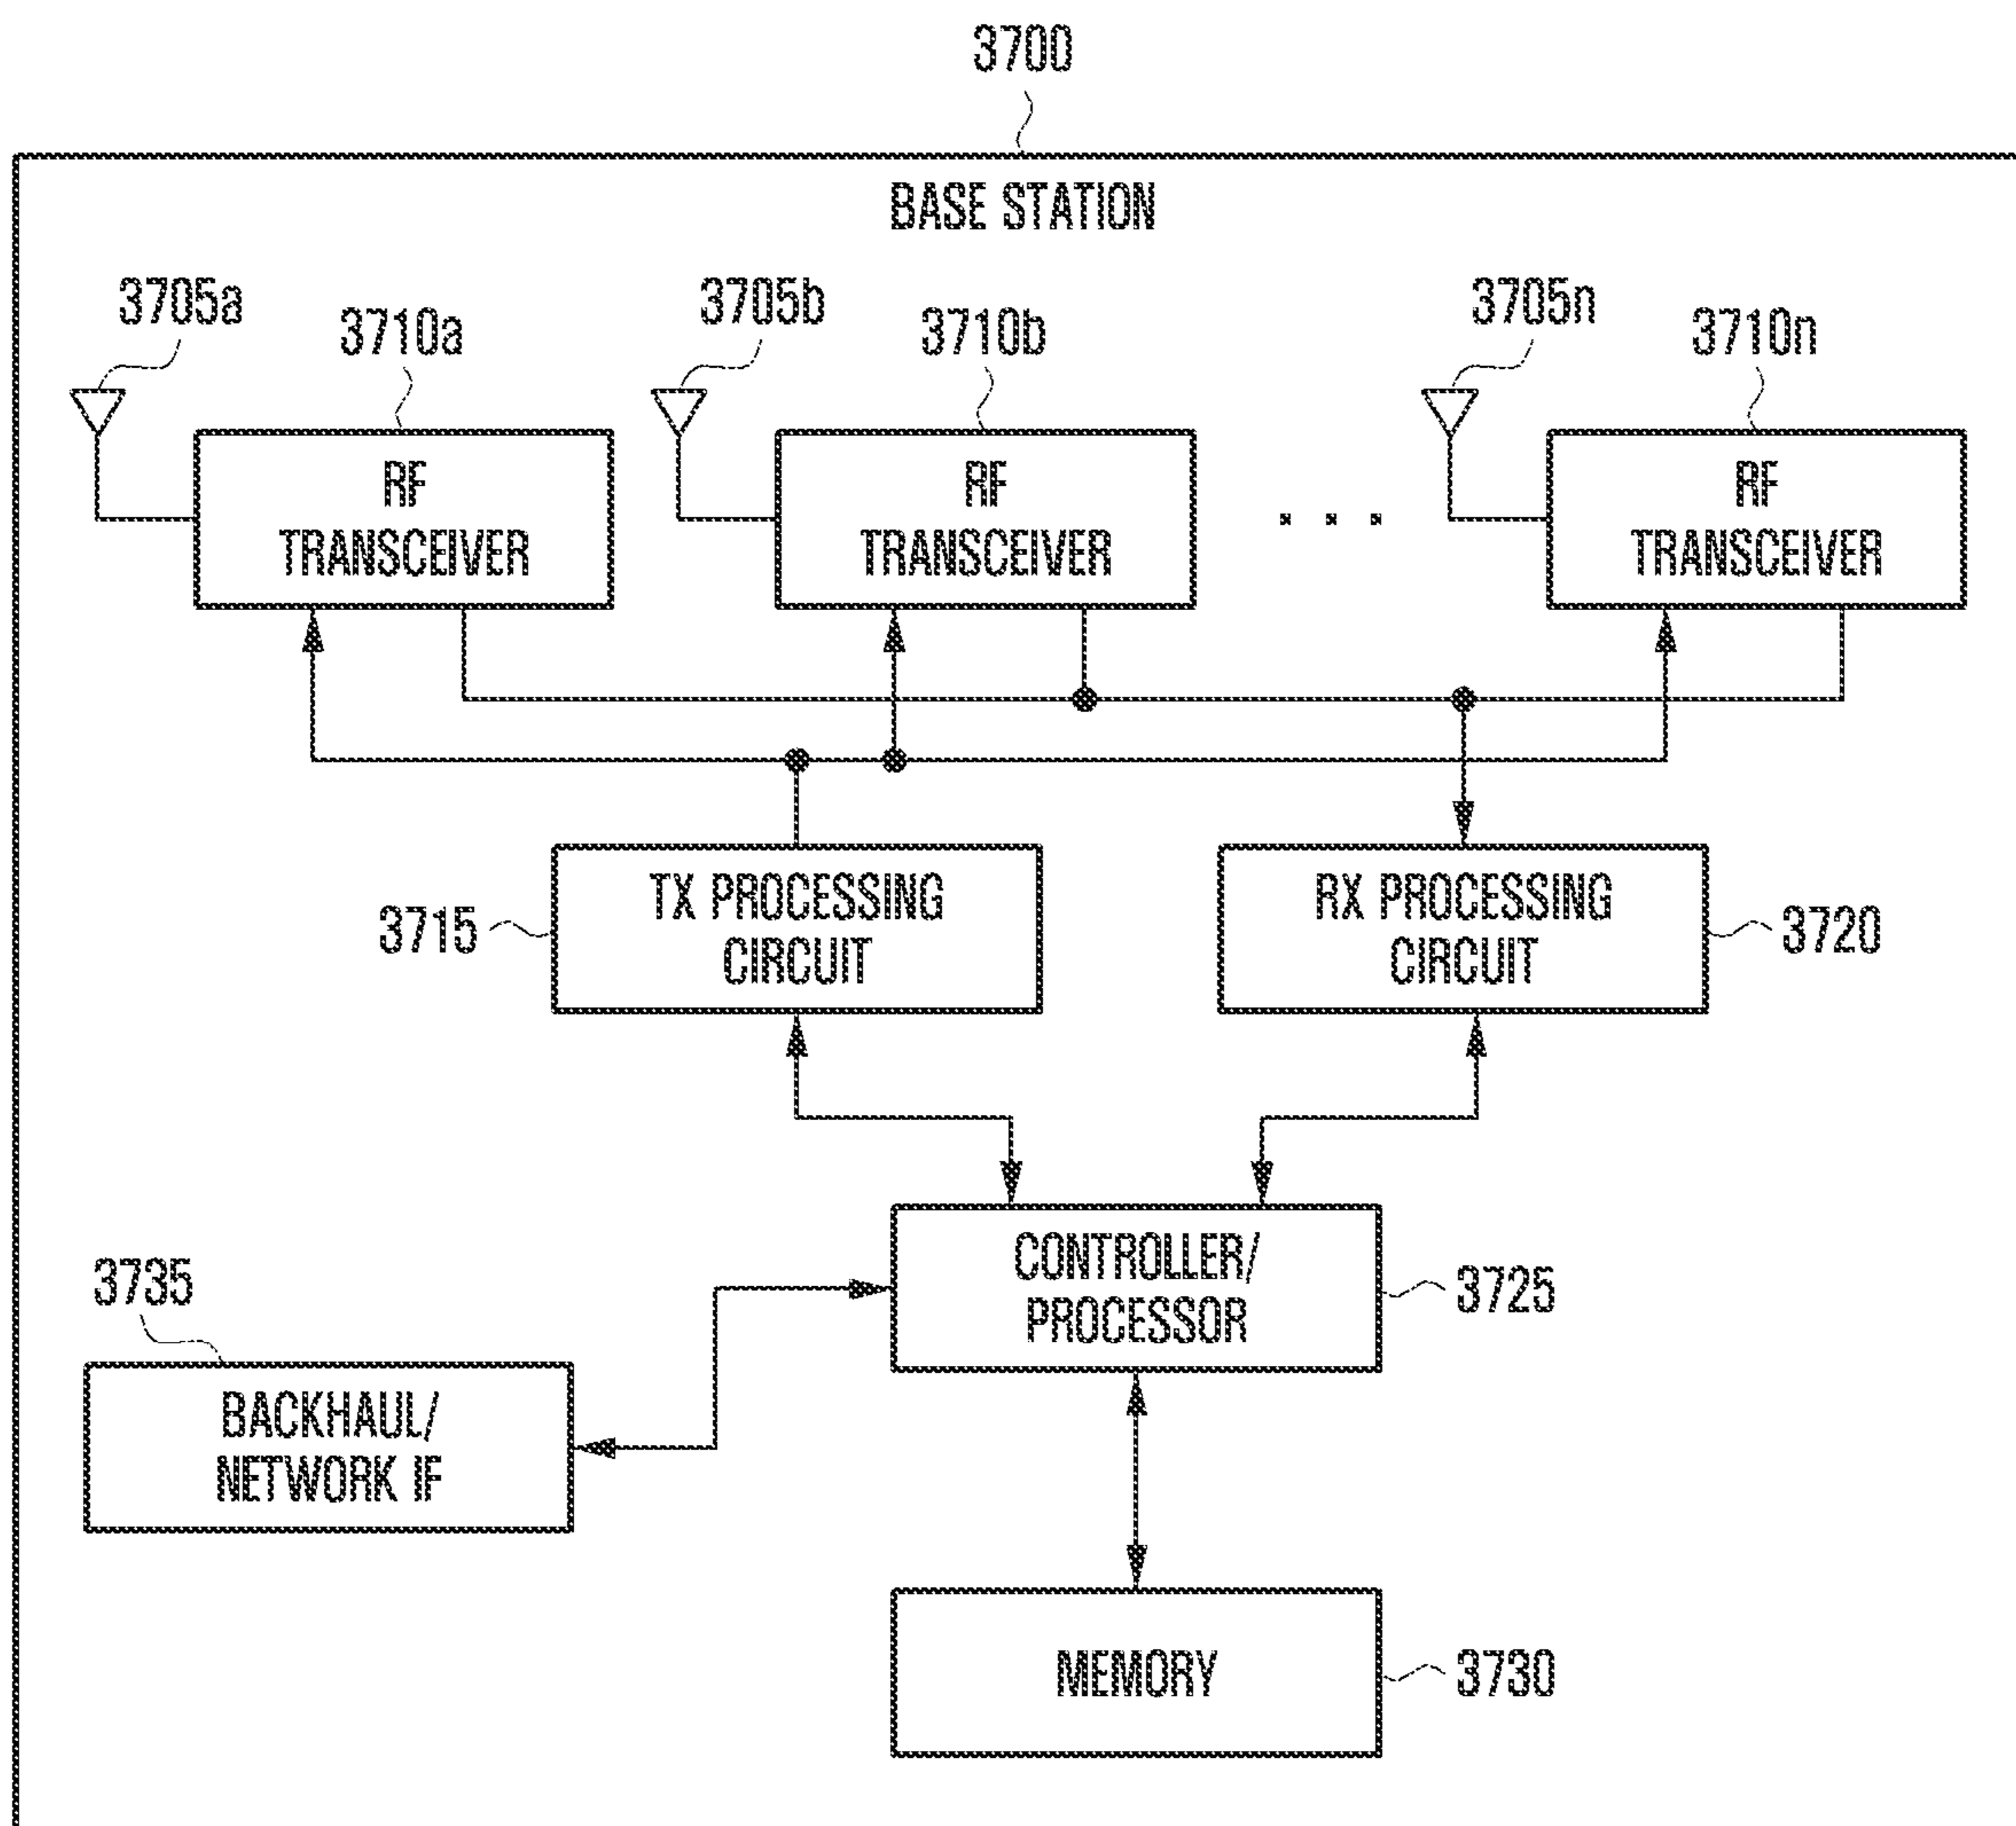 3700
BASE STATION
3705a
3710a
3705b
3710b
3705n
3710n
RF
TRANSCEIVER
RF
TRANSCEIVER
. . .
RF
TRANSCEIVER
3715
TX PROCESSING
CIRCUIT
RX PROCESSING
CIRCUIT
3720
CONTROLLER/
PROCESSOR
3725
3735
BACKHAUL/
NETWORK IF
MEMORY
3730